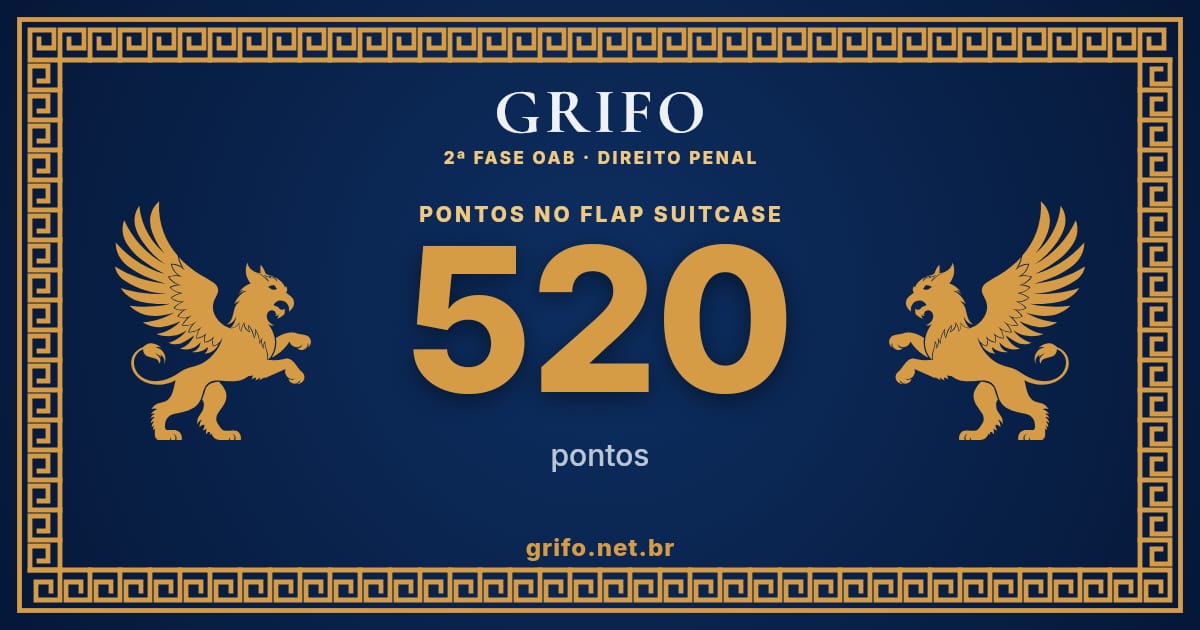 GRIFO
2ª FASE OAB · DIREITO PENAL
PONTOS NO FLAP SUITCASE
520
pontos
grifo.net.br